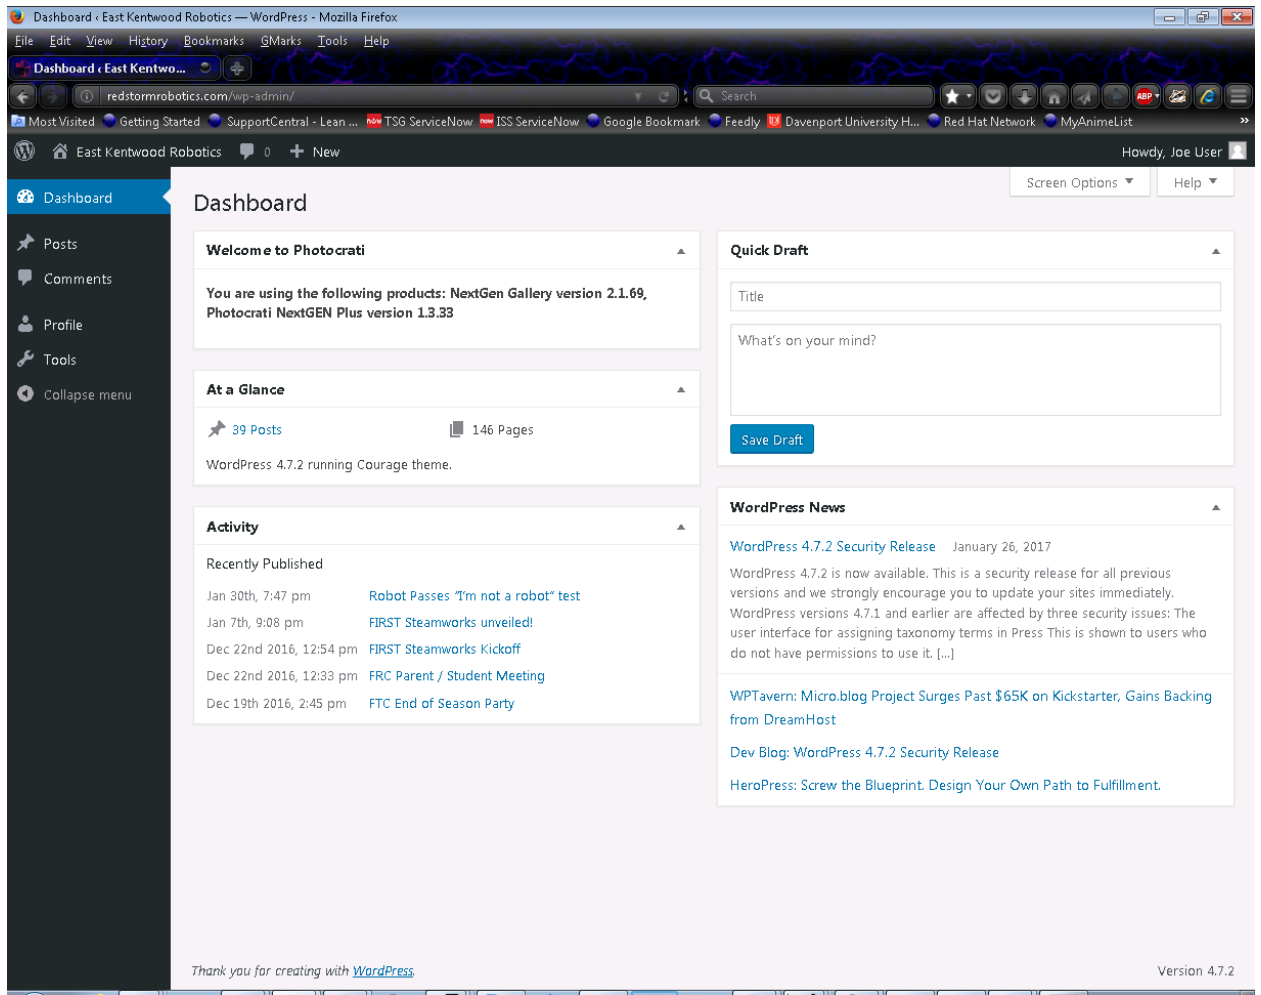 Dashboard ‹ East Kentwood Robotics — WordPress - Mozilla Firefox
File Edit View History Bookmarks GMarks Tools Help
Dashboard ‹ East Kentwo...
redstormrobotics.com/wp-admin/
Search
ABP
Most Visited Getting Started SupportCentral - Lean ... TSG ServiceNow ISS ServiceNow Google Bookmark Feedly Davenport University H... Red Hat Network MyAnimeList »
East Kentwood Robotics 0 + New
Howdy, Joe User
Screen Options Help
Dashboard
Posts
Comments
Profile
Tools
Collapse menu
Dashboard
Welcome to Photocrati
You are using the following products: NextGen Gallery version 2.1.69,
Photocrati NextGEN Plus version 1.3.33
At a Glance
39 Posts 146 Pages
WordPress 4.7.2 running Courage theme.
Activity
Recently Published
Jan 30th, 7:47 pm Robot Passes "I'm not a robot" test
Jan 7th, 9:08 pm FIRST Steamworks unveiled!
Dec 22nd 2016, 12:54 pm FIRST Steamworks Kickoff
Dec 22nd 2016, 12:33 pm FRC Parent / Student Meeting
Dec 19th 2016, 2:45 pm FTC End of Season Party
Quick Draft
Title
What's on your mind?
Save Draft
WordPress News
WordPress 4.7.2 Security Release January 26, 2017
WordPress 4.7.2 is now available. This is a security release for all previous
versions and we strongly encourage you to update your sites immediately.
WordPress versions 4.7.1 and earlier are affected by three security issues: The
user interface for assigning taxonomy terms in Press This is shown to users who
do not have permissions to use it. [...]
WPTavern: Micro.blog Project Surges Past $65K on Kickstarter, Gains Backing
from DreamHost
Dev Blog: WordPress 4.7.2 Security Release
HeroPress: Screw the Blueprint. Design Your Own Path to Fulfillment.
Thank you for creating with WordPress.
Version 4.7.2